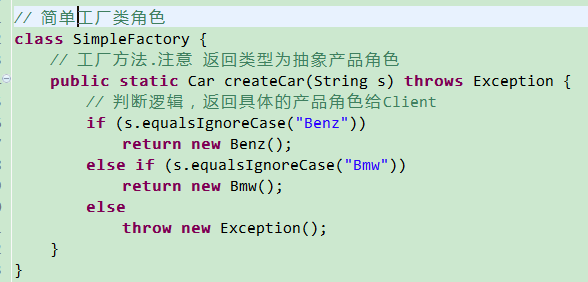 // 简单工厂类角色
class SimpleFactory {
    // 工厂方法.注意 返回类型为抽象产品角色
    public static Car createCar(String s) throws Exception {
        // 判断逻辑，返回具体的产品角色给Client
        if (s.equalsIgnoreCase("Benz"))
            return new Benz();
        else if (s.equalsIgnoreCase("Bmw"))
            return new Bmw();
        else
            throw new Exception();
    }
}